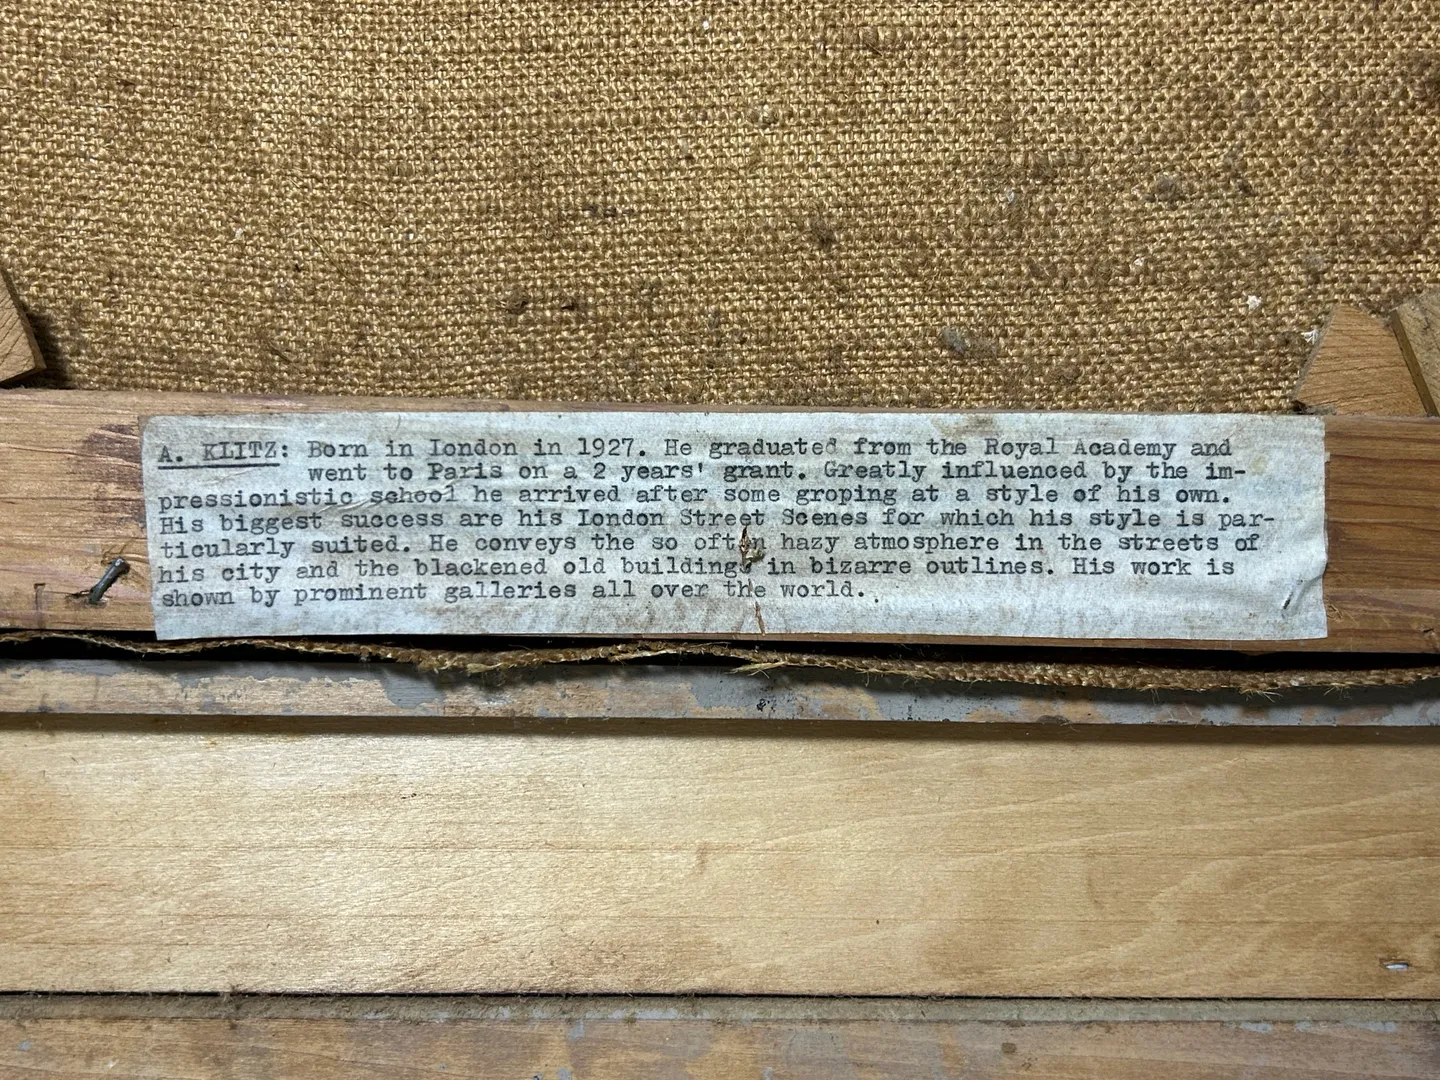 A. KLITZ: Born in Iondon in 1927. He graduated from the Royal Academy and
went to Paris on a 2 years' grant. Greatly influenced by the im-
pressionistic school he arrived after some groping at a style of his own.
His biggest success are his Iondon Street Scenes for which his style is par-
ticularly suited. He conveys the so often hazy atmosphere in the streets of
his city and the blackened old buildings in bizarre outlines. His work is
shown by prominent galleries all over the world.